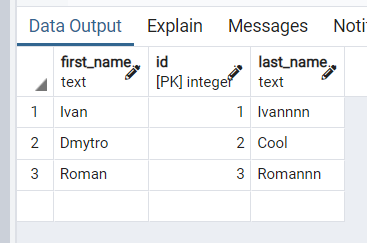 Data Output Explain Messages Noti
first_name id last_name
text [PK] integer text
1 Ivan 1 Ivannnn
2 Dmytro 2 Cool
3 Roman 3 Romannn